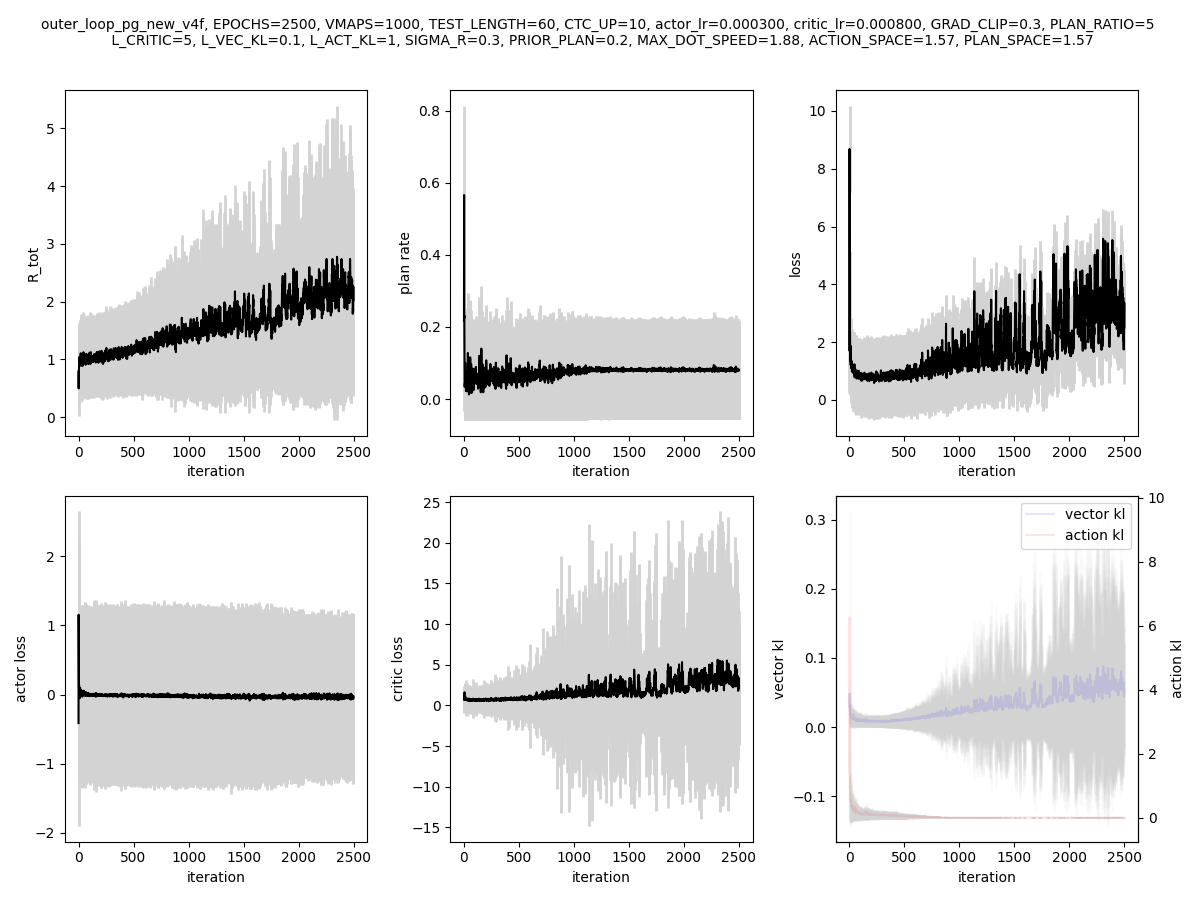 outer_loop_pg_new_v4f, EPOCHS=2500, VMAPS=1000, TEST_LENGTH=60, CTC_UP=10, actor_lr=0.000300, critic_lr=0.000800, GRAD_CLIP=0.3, PLAN_RATIO=5
L_CRITIC=5, L_VEC_KL=0.1, L_ACT_KL=1, SIGMA_R=0.3, PRIOR_PLAN=0.2, MAX_DOT_SPEED=1.88, ACTION_SPACE=1.57, PLAN_SPACE=1.57
R_tot
5
4
3
2
1
0
0 500 1000 1500 2000 2500
iteration
plan rate
0.8
0.6
0.4
0.2
0.0
0 500 1000 1500 2000 2500
iteration
loss
10
8
6
4
2
0
0 500 1000 1500 2000 2500
iteration
actor loss
2
1
0
−1
−2
0 500 1000 1500 2000 2500
iteration
critic loss
25
20
15
10
5
0
−5
−10
−15
0 500 1000 1500 2000 2500
iteration
vector kl
0.3
0.2
0.1
0.0
−0.1
vector kl
action kl
0 500 1000 1500 2000 2500
iteration
10
8
6
4
2
0
action kl